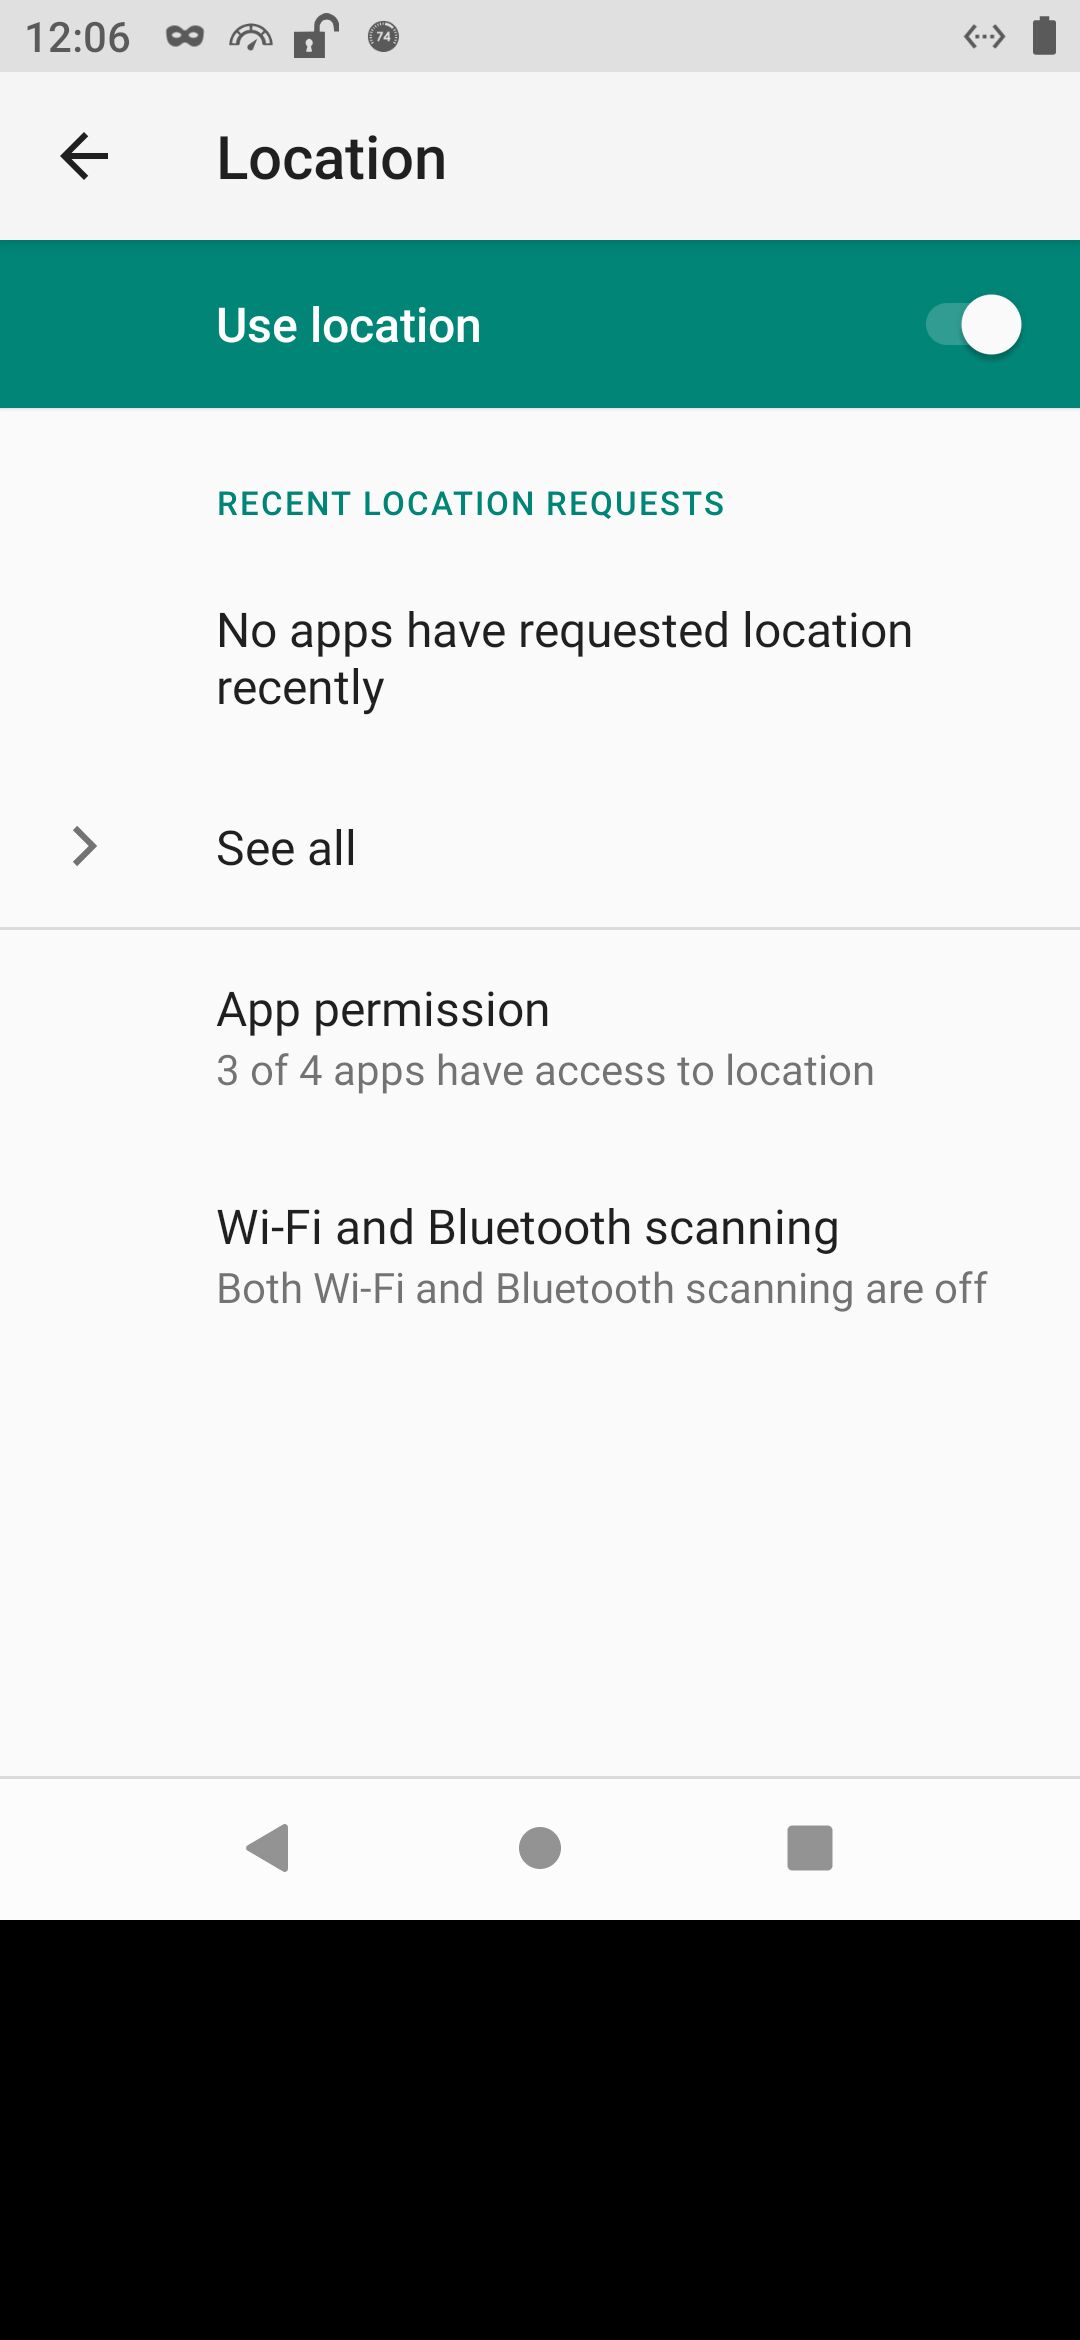 12:06
74
Location
Use location
RECENT LOCATION REQUESTS
No apps have requested location
recently
See all
App permission
3 of 4 apps have access to location
Wi-Fi and Bluetooth scanning
Both Wi-Fi and Bluetooth scanning are off